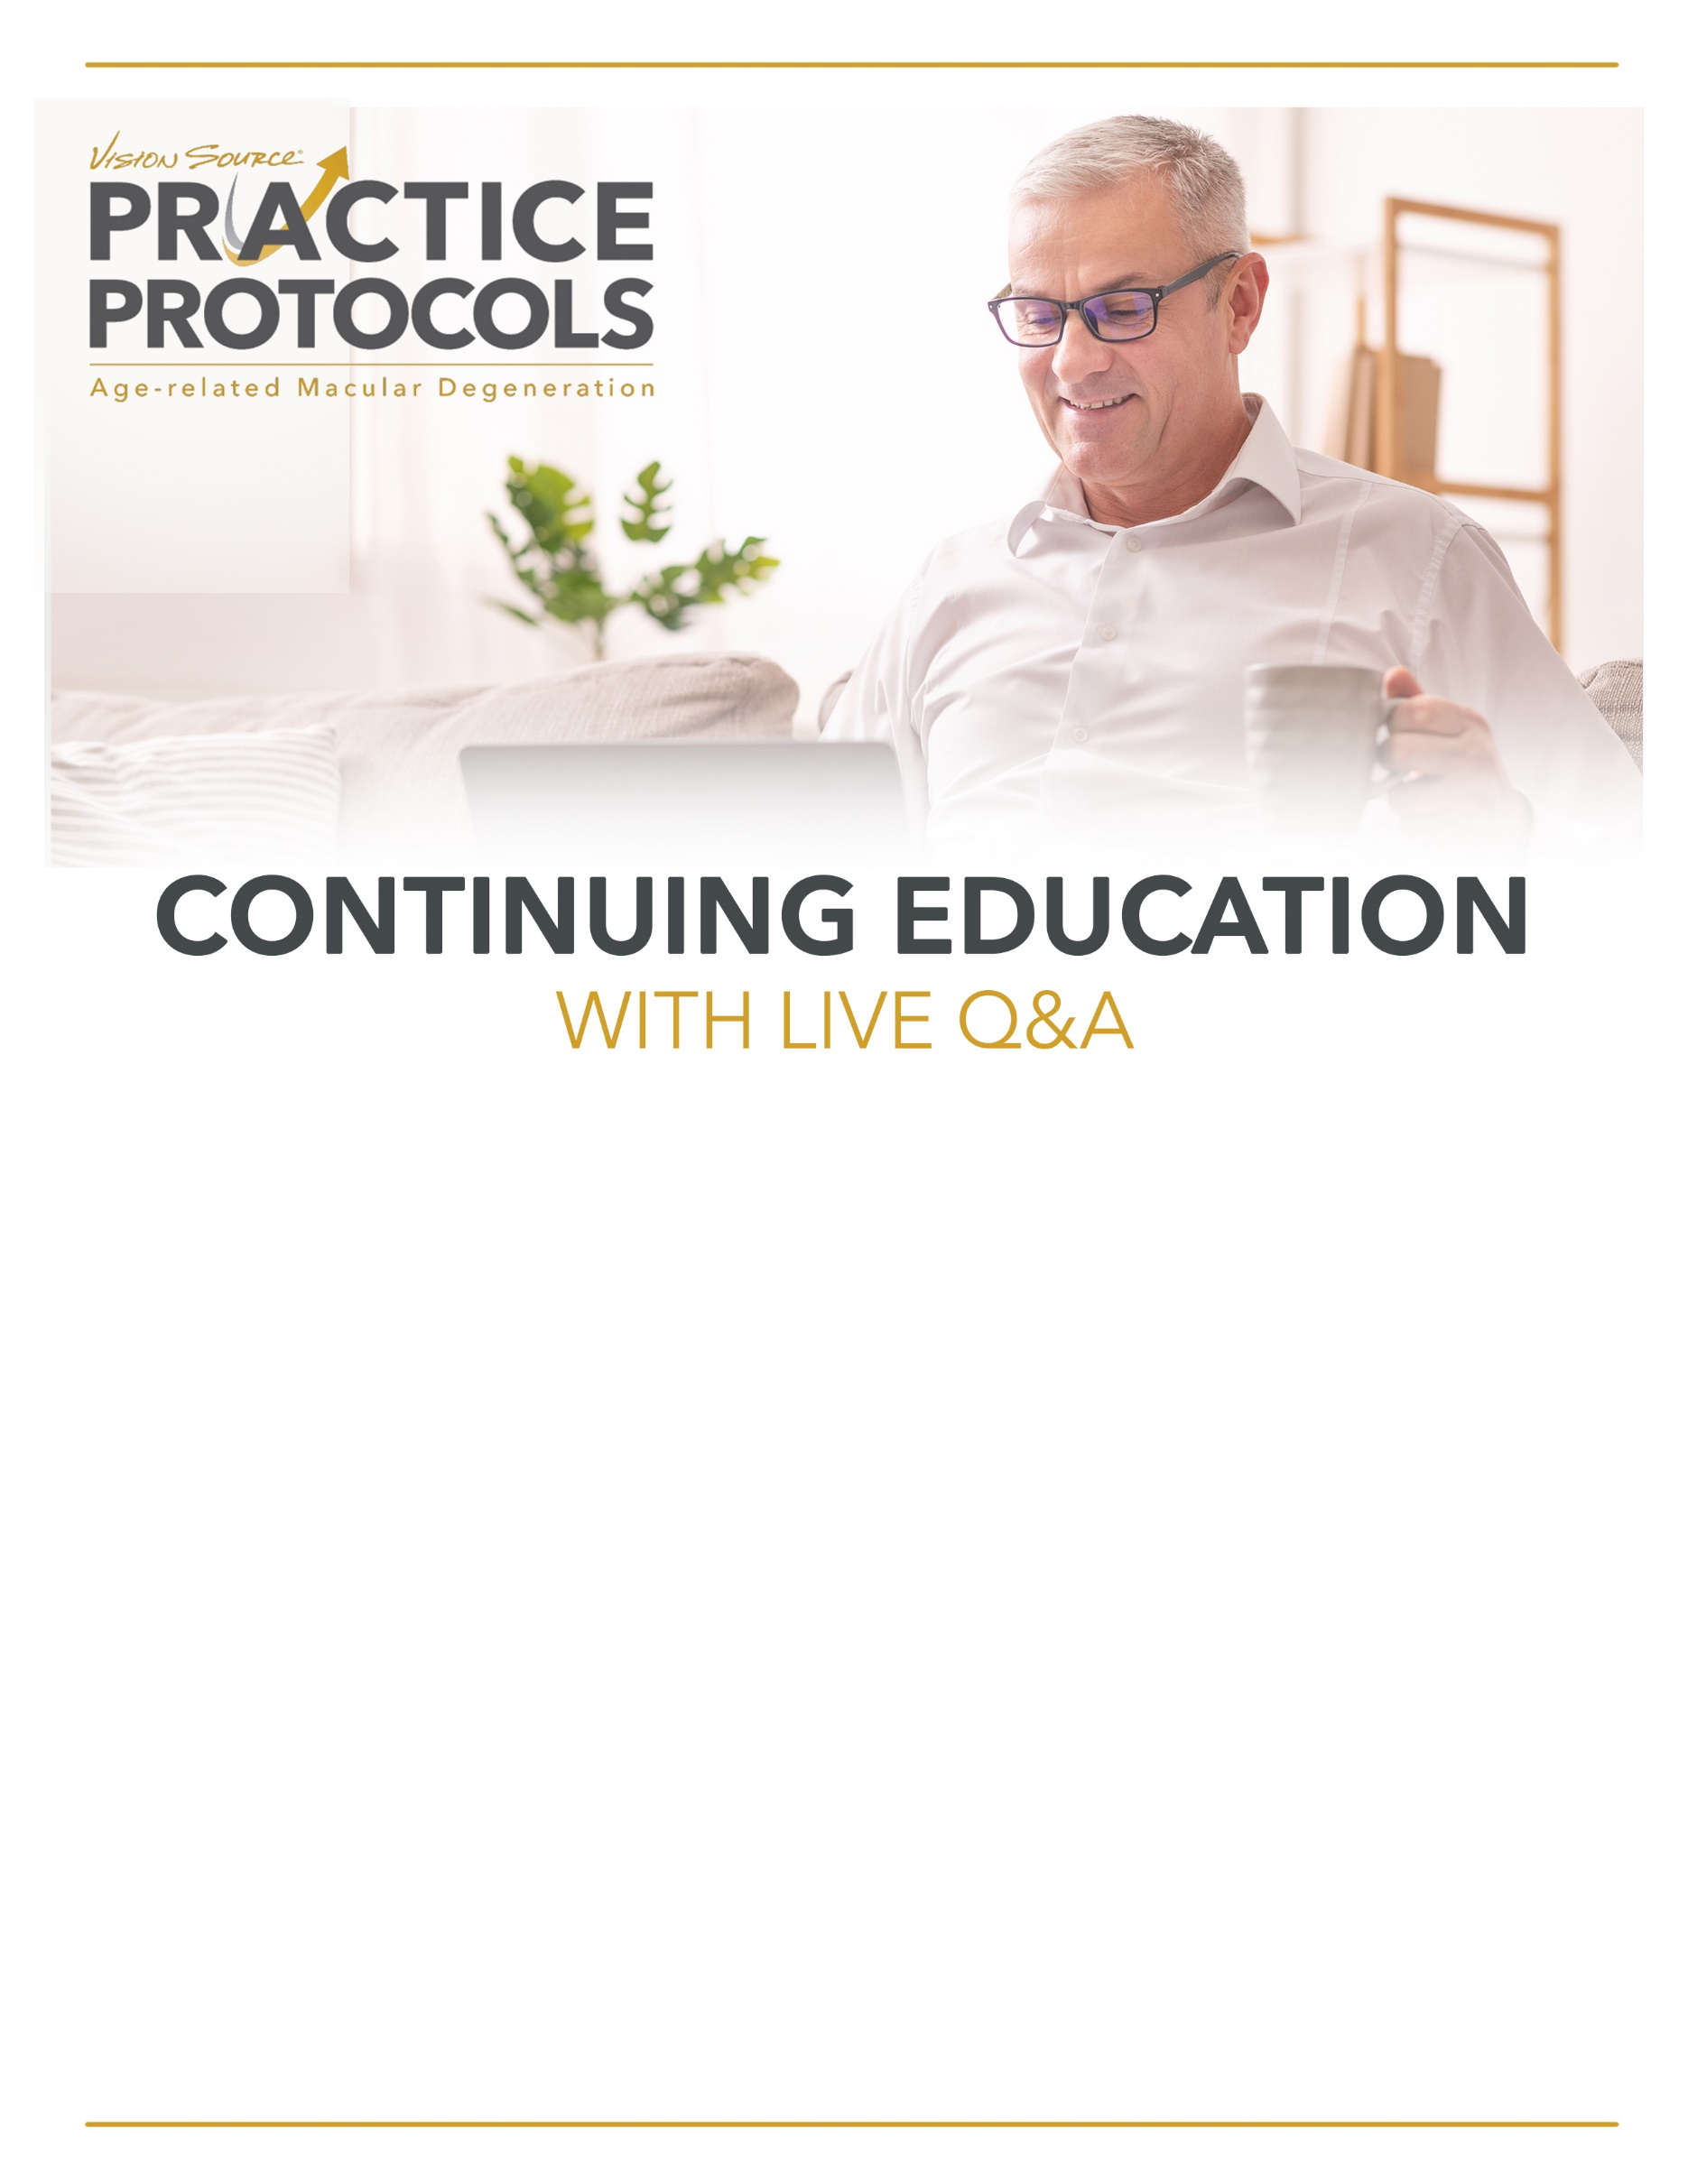 Vision Source®
PRACTICE
PROTOCOLS
Age-related Macular Degeneration
CONTINUING EDUCATION
WITH LIVE Q&A